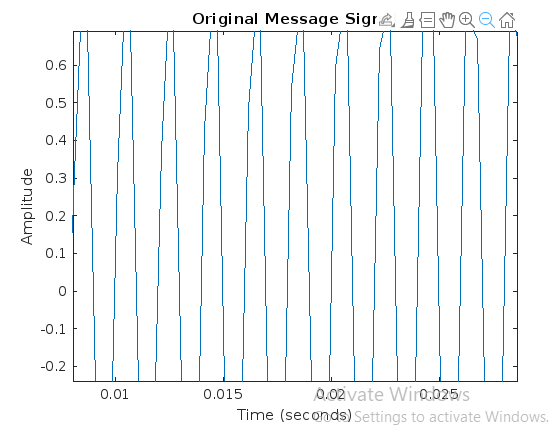 Original Message Sign
0.6
0.5
0.4
0.3
0.2
0.1
0
-0.1
-0.2
Amplitude
0.01 0.015 0.02 0.025
Time (seconds)
Activate Windows
Go to Settings to activate Windows.